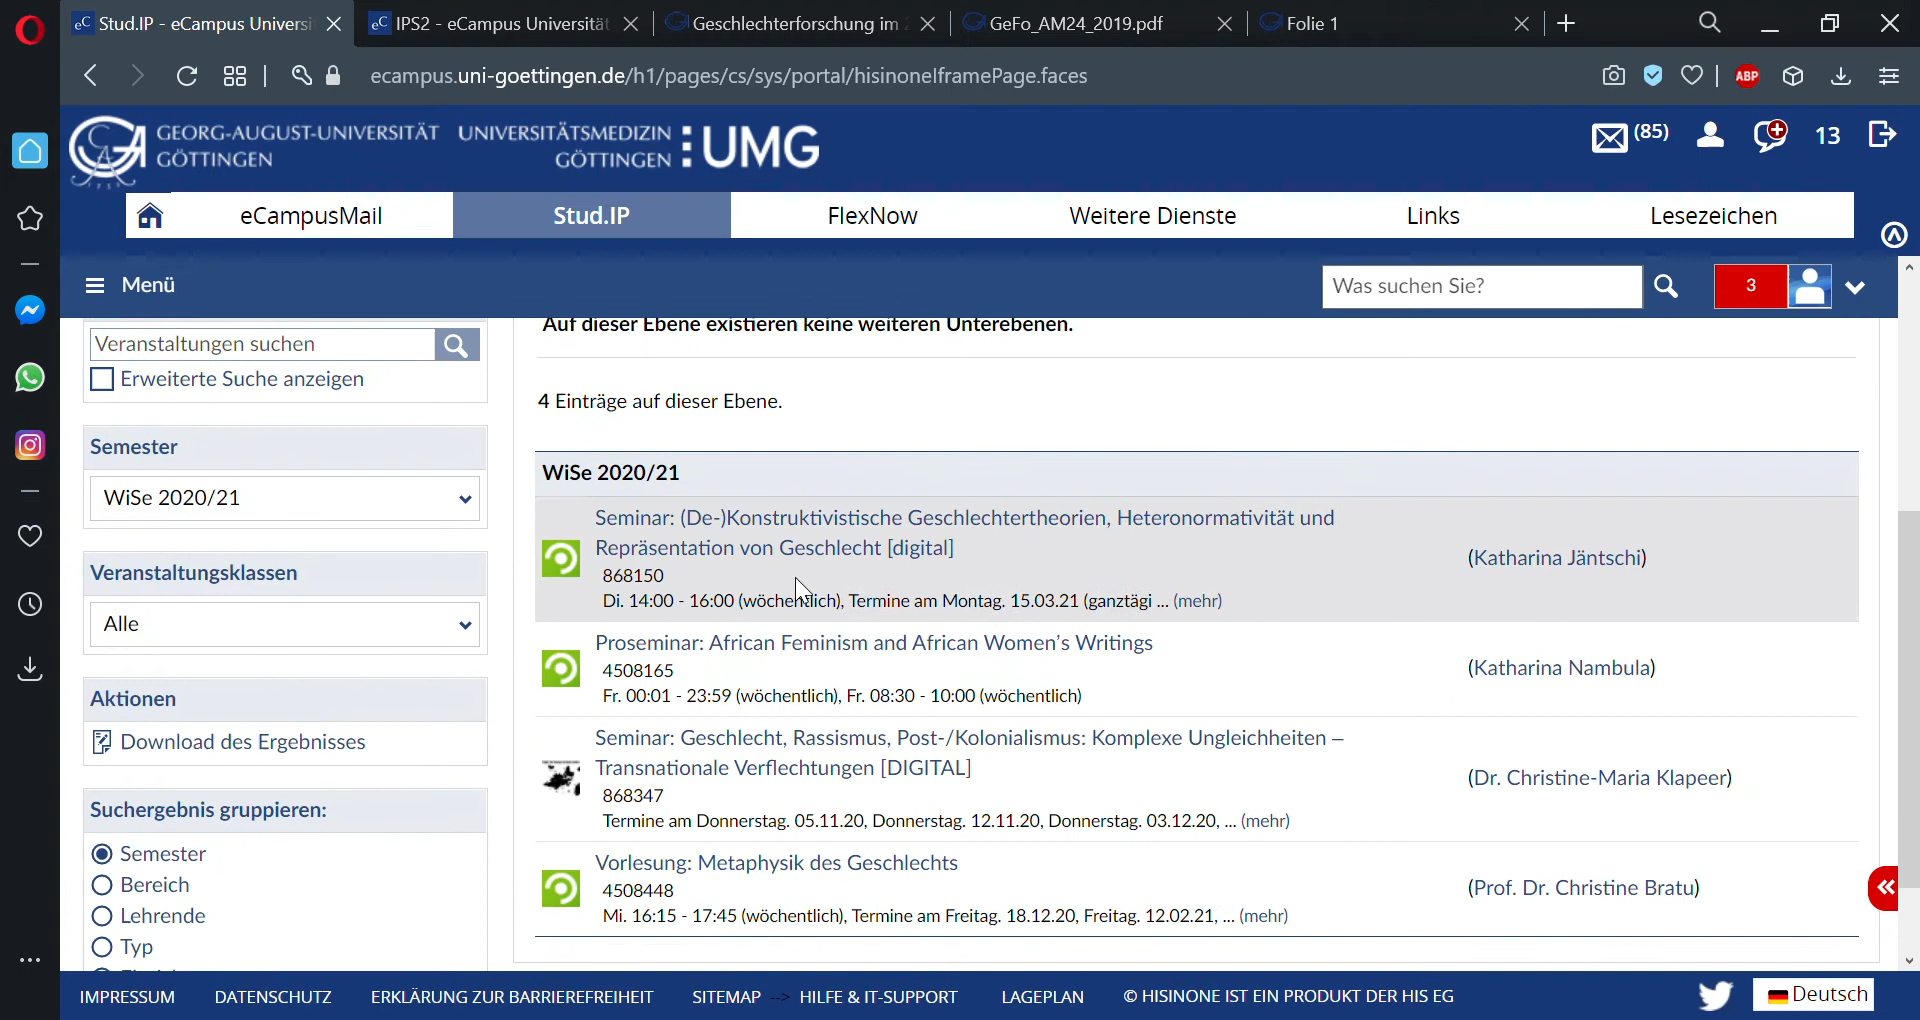 Stud.IP - eCampus Universi
IPS2 - eCampus Universität
Geschlechterforschung im
GeFo_AM24_2019.pdf
Folie 1
ecampus.uni-goettingen.de/h1/pages/cs/sys/portal/hisinoneIframePage.faces
ABP
GEORG-AUGUST-UNIVERSITÄT
GÖTTINGEN
UNIVERSITÄTSMEDIZIN
GÖTTINGEN
UMG
(85)
13
eCampusMail
Stud.IP
FlexNow
Weitere Dienste
Links
Lesezeichen
Menü
Was suchen Sie?
3
Veranstaltungen suchen
Erweiterte Suche anzeigen
Semester
WiSe 2020/21
Veranstaltungsklassen
Alle
Aktionen
Download des Ergebnisses
Suchergebnis gruppieren:
Semester
Bereich
Lehrende
Typ
Auf dieser Ebene existieren keine weiteren Unterebenen.
4 Einträge auf dieser Ebene.
WiSe 2020/21
Seminar: (De-)Konstruktivistische Geschlechtertheorien, Heteronormativität und
Repräsentation von Geschlecht [digital]
868150
Di. 14:00 - 16:00 (wöchentlich), Termine am Montag. 15.03.21 (ganztägi ... (mehr)
(Katharina Jäntschi)
Proseminar: African Feminism and African Women's Writings
4508165
Fr. 00:01 - 23:59 (wöchentlich), Fr. 08:30 - 10:00 (wöchentlich)
(Katharina Nambula)
Seminar: Geschlecht, Rassismus, Post-/Kolonialismus: Komplexe Ungleichheiten –
Transnationale Verflechtungen [DIGITAL]
868347
Termine am Donnerstag. 05.11.20, Donnerstag. 12.11.20, Donnerstag. 03.12.20, ... (mehr)
(Dr. Christine-Maria Klapeer)
Vorlesung: Metaphysik des Geschlechts
4508448
Mi. 16:15 - 17:45 (wöchentlich), Termine am Freitag. 18.12.20, Freitag. 12.02.21, ... (mehr)
(Prof. Dr. Christine Bratu)
IMPRESSUM
DATENSCHUTZ
ERKLÄRUNG ZUR BARRIEREFREIHEIT
SITEMAP --> HILFE & IT-SUPPORT
LAGEPLAN
© HISINONE IST EIN PRODUKT DER HIS EG
Deutsch